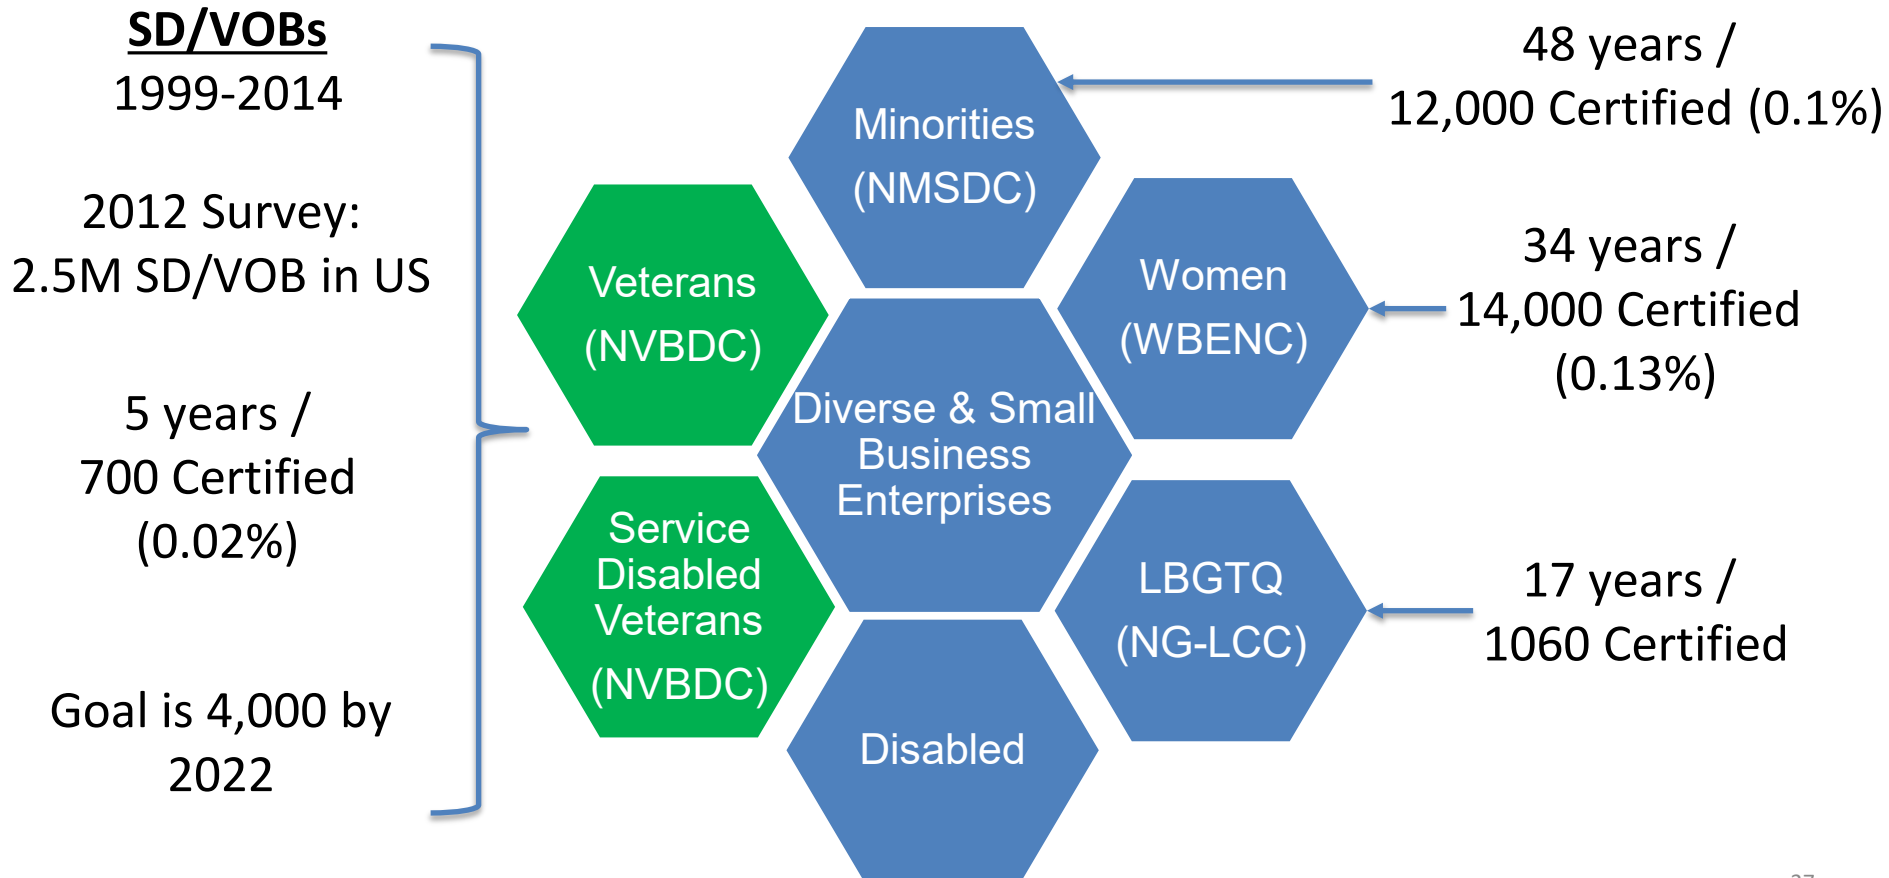 SD/VOBs
1999-2014
2012 Survey:
2.5M SD/VOB in US
5 years /
700 Certified
(0.02%)
Goal is 4,000 by
2022
Minorities
(NMSDC)
Veterans
(NVBDC)
Women
(WBENC)
Diverse & Small
Business
Enterprises
Service
Disabled
Veterans
(NVBDC)
LBGTQ
(NG-LCC)
Disabled
48 years /
12,000 Certified (0.1%)
34 years /
14,000 Certified
(0.13%)
17 years /
1060 Certified